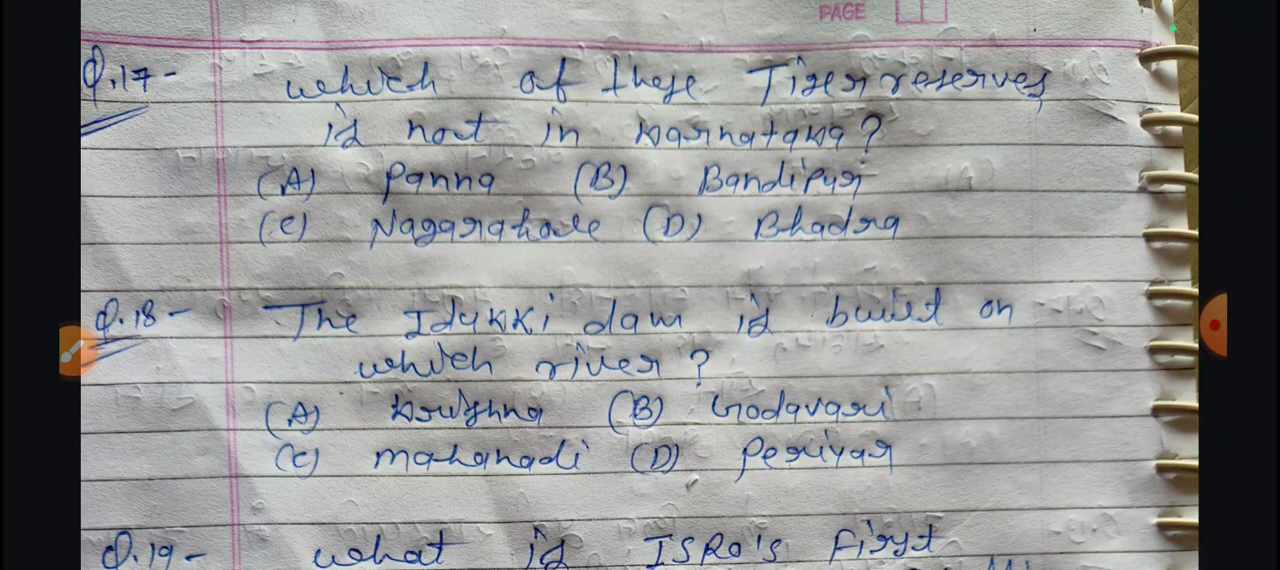 PAGE
Q.17- which of these Tiger reserves
is not in Karnataka?
(A) Panna (B) Bandipur
(C) Nagarahole (D) Bhadra
Q.18- The Idukki dam is built on
which river?
(A) Krishna (B) Godavari
(C) Mahanadi (D) Periyar
Q.19- what is ISRO's First